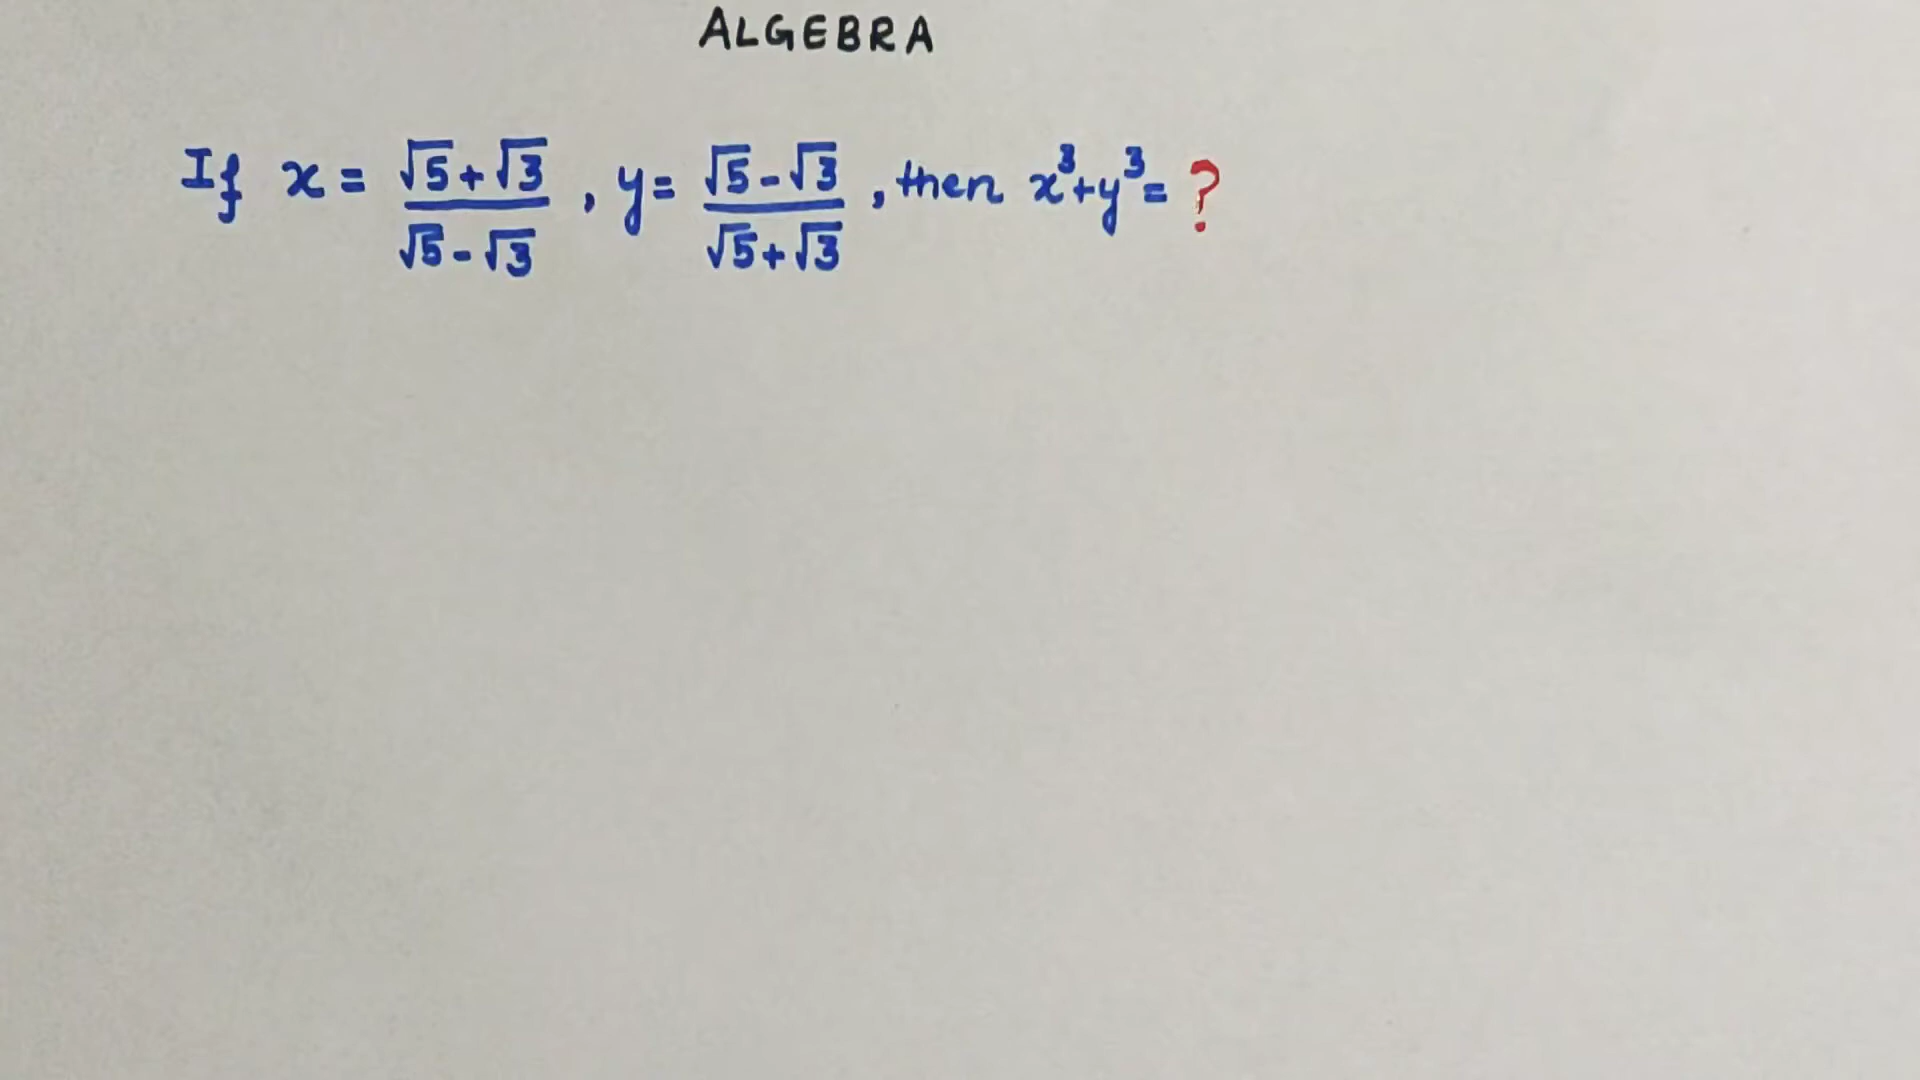 ALGEBRA
If x = (√5+√3)/(√5-√3), y = (√5-√3)/(√5+√3), then x³+y³ = ?